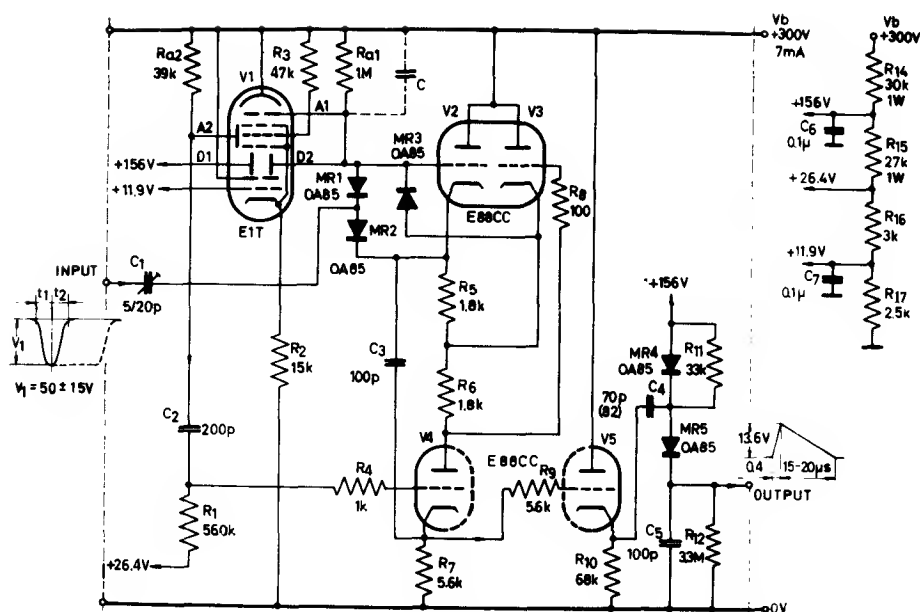 Ra2
39k
V1
R3
47k
A1
Ra1
1M
C
Vb
+300V
7mA
Vb
+300V
R14
30k
1W
+156V
C6
0.1µ
R15
27k
1W
+26.4V
R16
3k
+11.9V
C7
0.1µ
R17
2.5k
A2
D1
D2
+156V
+11.9V
E1T
MR3
OA85
V2
V3
MR1
OA85
MR2
OA85
E88CC
R8
100
INPUT
C1
5/20p
t1
t2
V1
V1 = 50 ± 15V
R2
15k
C3
100p
R5
1.8k
R6
1.8k
+156V
MR4
OA85
R11
33k
C4
70p
(82)
MR5
OA85
13.6V
0.4
15-20µs
OUTPUT
C2
200p
V4
E88CC
V5
R4
1k
R9
5.6k
R1
560k
+26.4V
R7
5.6k
R10
68k
C5
100p
R12
3.3M
0V